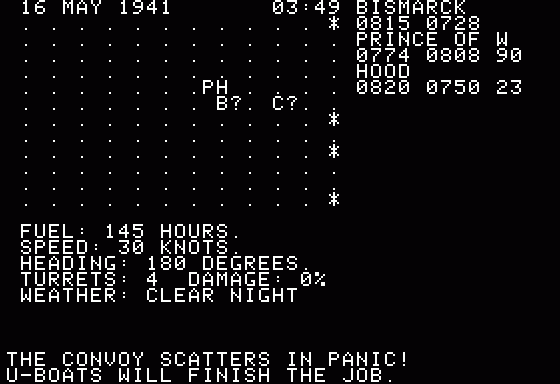 16 MAY 1941 03:49 BISMARCK
. . . . . . . . . . . . . * 0815 0728
. . . . . . . . . . . . . . PRINCE OF W
. . . . . . . . . . . . . . 0774 0808 90
. . . . . . . . . . . . . . HOOD
. . . . . . . .PH . . . . . 0820 0750 23
. . . . . . . . B?. . C?. .
. . . . . . . . . . . . . *
. . . . . . . . . . . . . .
. . . . . . . . . . . . . *
. . . . . . . . . . . . . .
. . . . . . . . . . . . . *
FUEL: 145 HOURS.
SPEED: 30 KNOTS.
HEADING: 180 DEGREES.
TURRETS: 4 DAMAGE: 0%
WEATHER: CLEAR NIGHT
THE CONVOY SCATTERS IN PANIC!
U-BOATS WILL FINISH THE JOB.